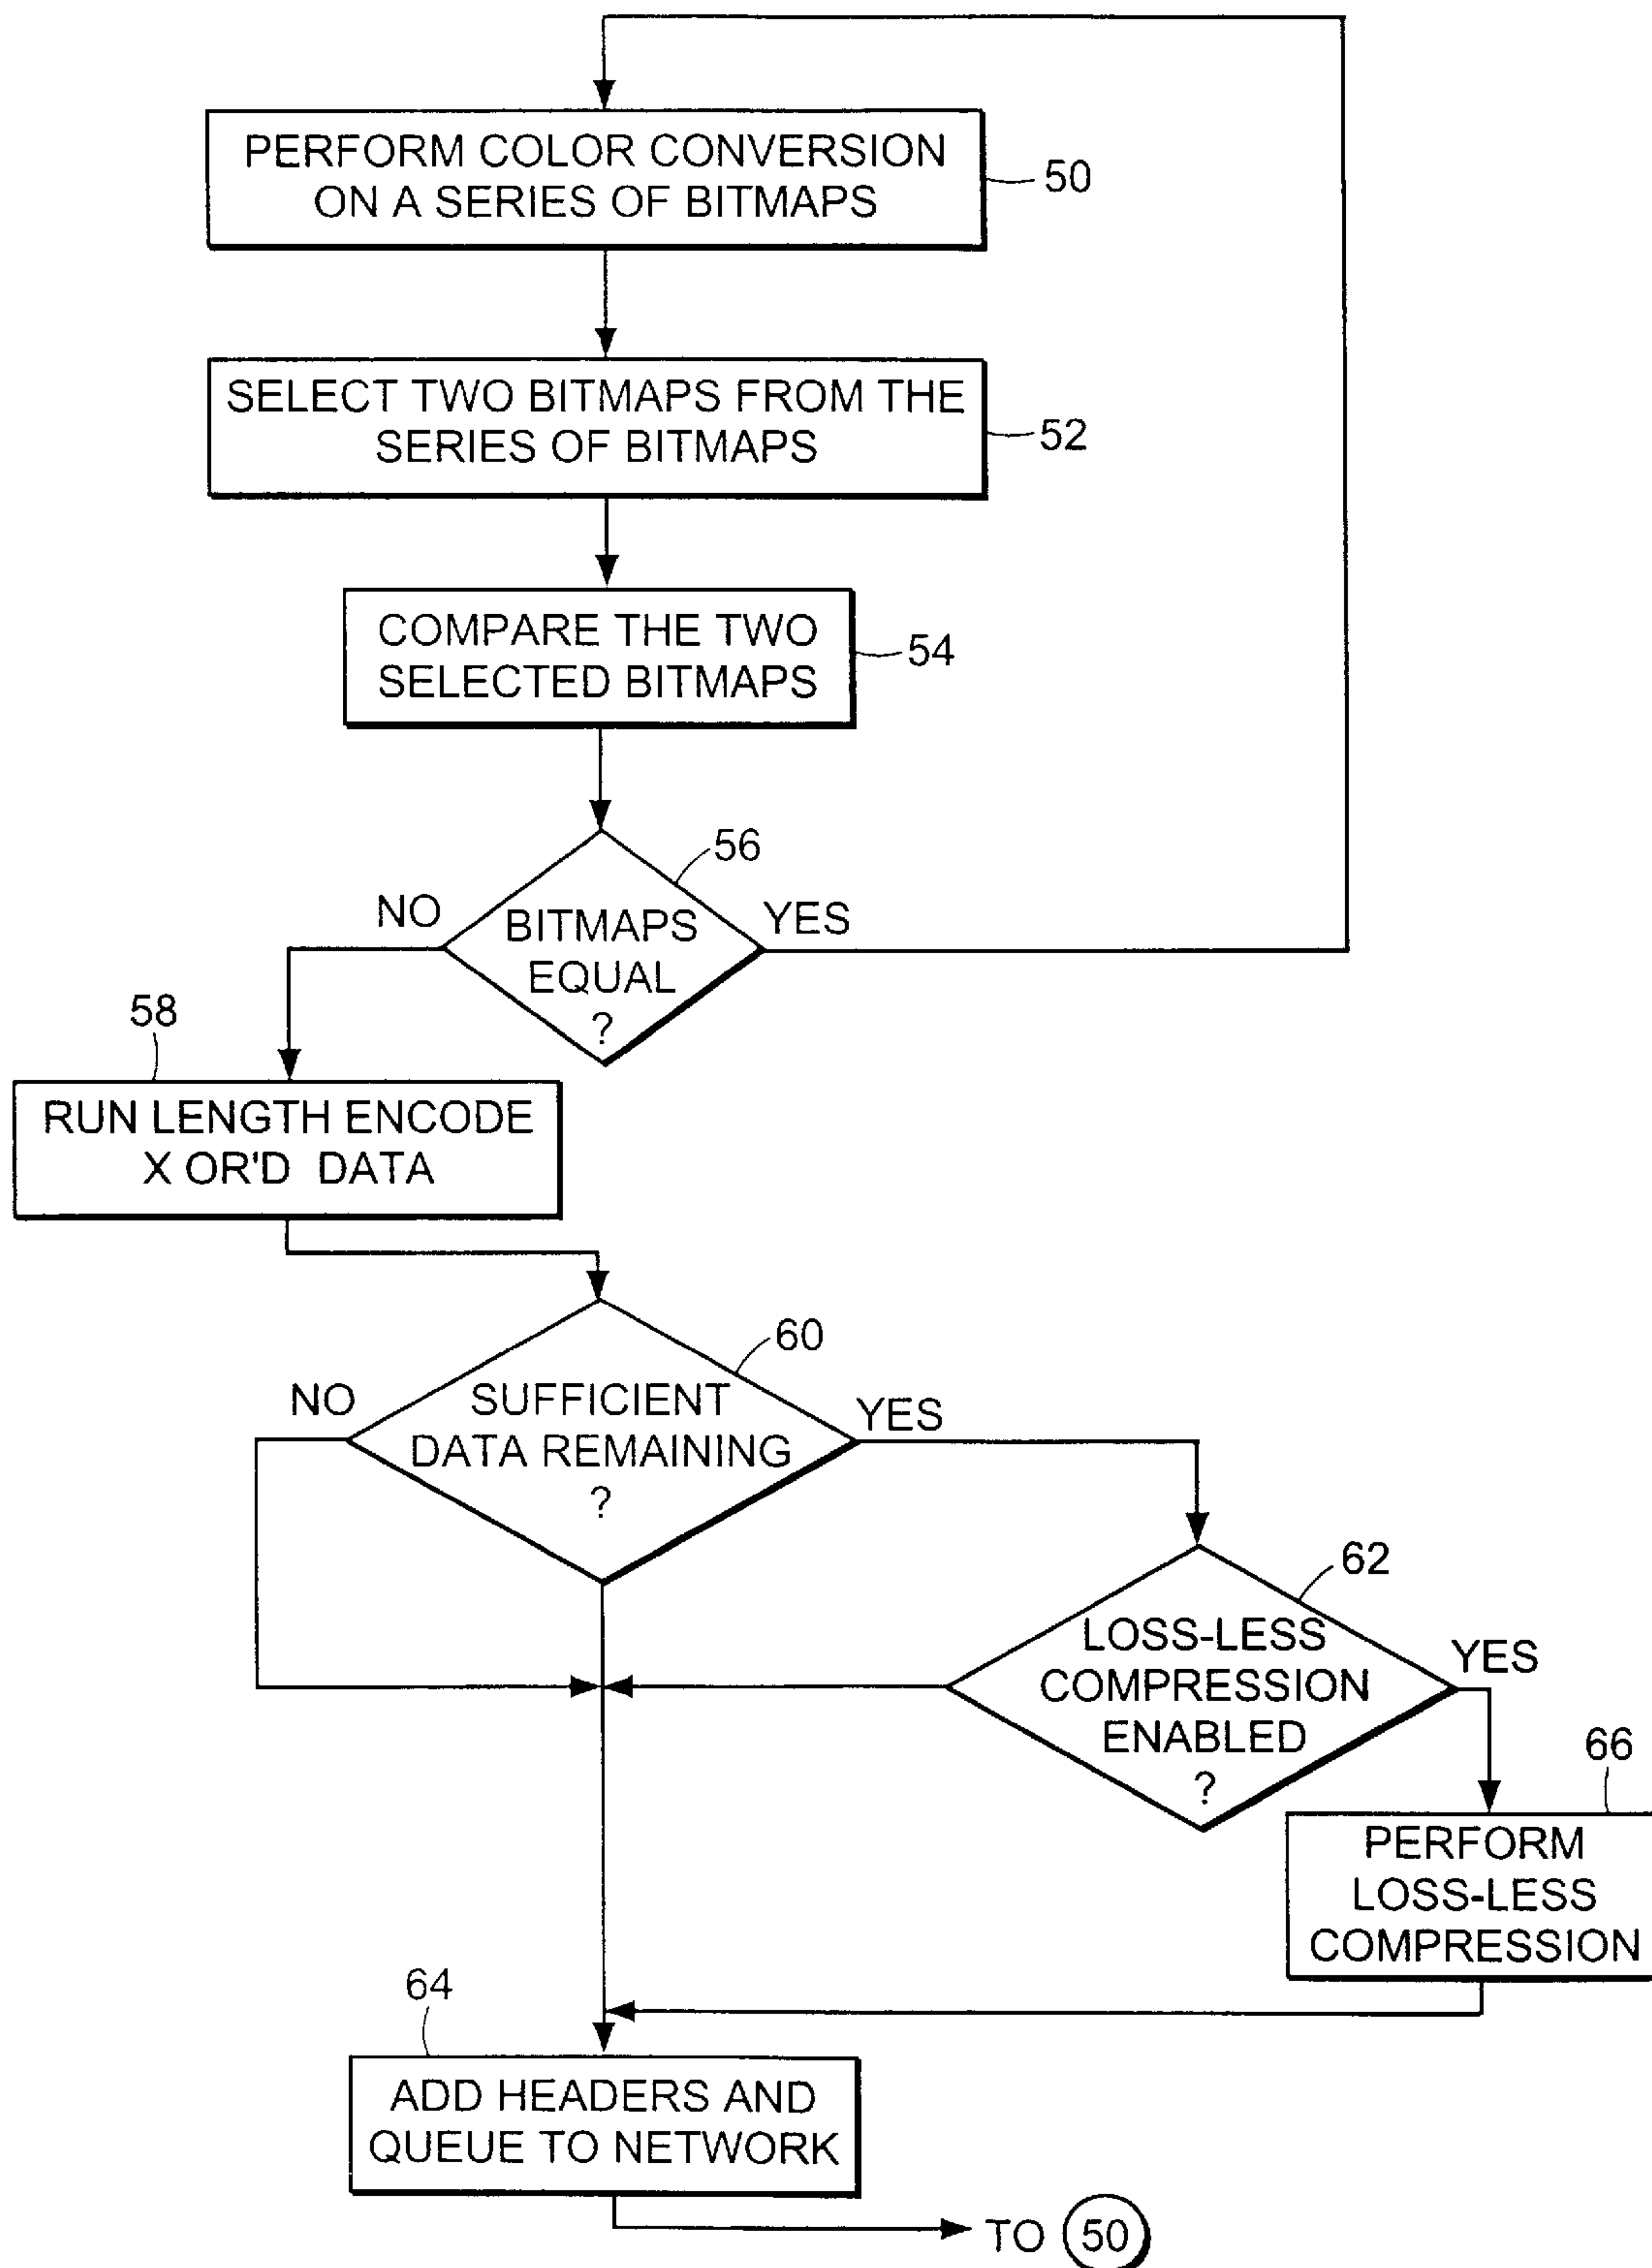 PERFORM COLOR CONVERSION
ON A SERIES OF BITMAPS
50
SELECT TWO BITMAPS FROM THE
SERIES OF BITMAPS
52
COMPARE THE TWO
SELECTED BITMAPS
54
56
NO
BITMAPS
EQUAL
?
YES
58
RUN LENGTH ENCODE
X OR'D DATA
60
NO
SUFFICIENT
DATA REMAINING
?
YES
62
LOSS-LESS
COMPRESSION
ENABLED
?
YES
66
PERFORM
LOSS-LESS
COMPRESSION
64
ADD HEADERS AND
QUEUE TO NETWORK
TO 50